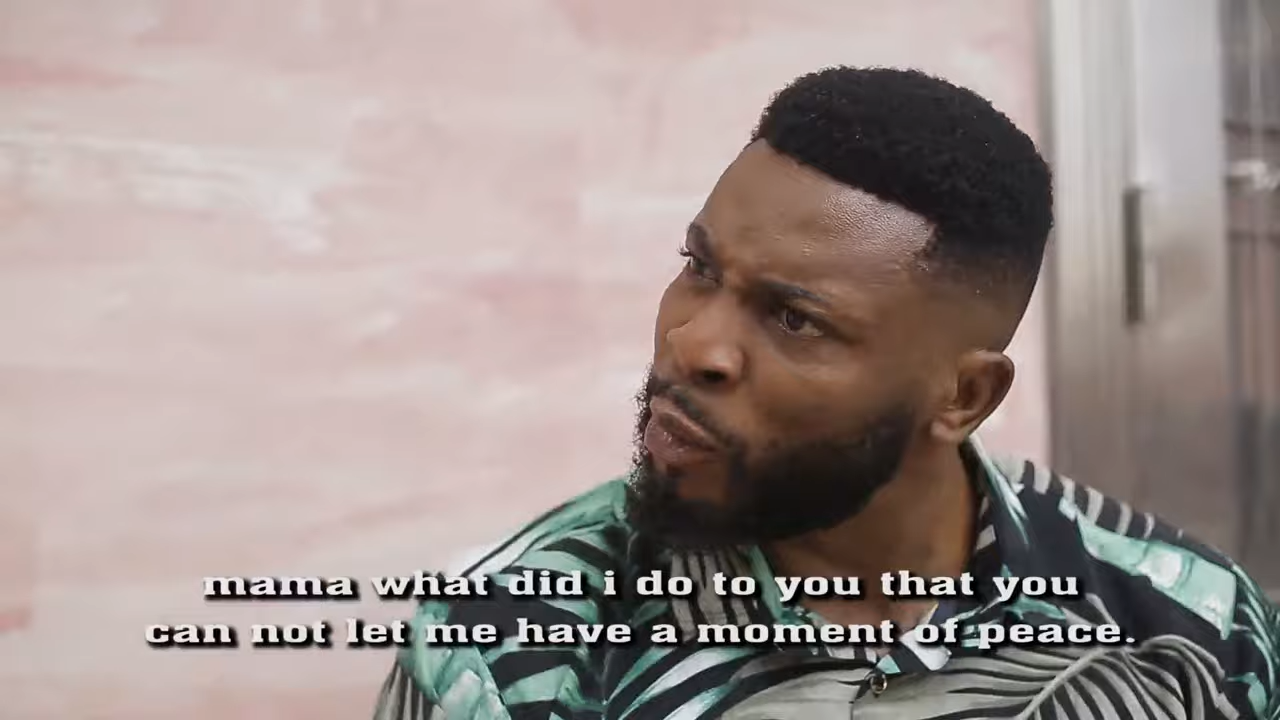 mama what did i do to you that you
can not let me have a moment of peace.